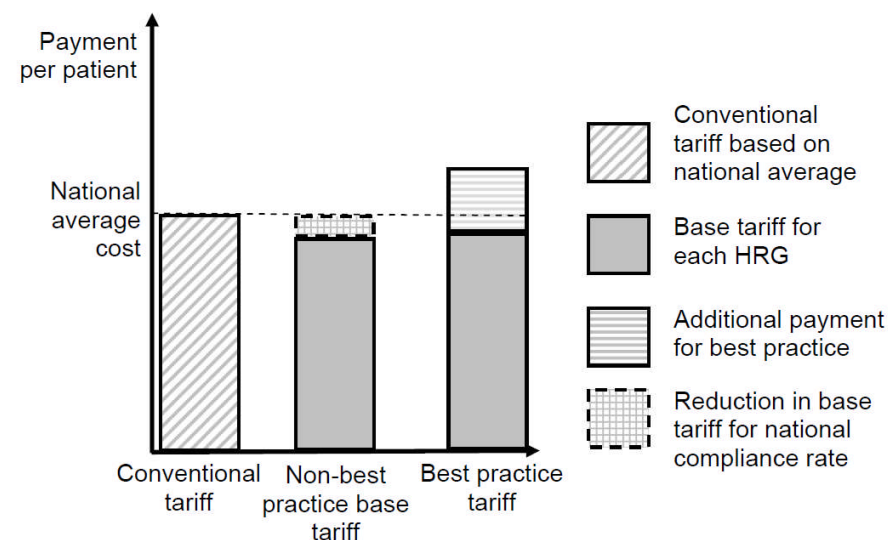 Payment
per patient
National
average
cost
Conventional
tariff
Non-best
practice base
tariff
Best practice
tariff
Conventional
tariff based on
national average
Base tariff for
each HRG
Additional payment
for best practice
Reduction in base
tariff for national
compliance rate